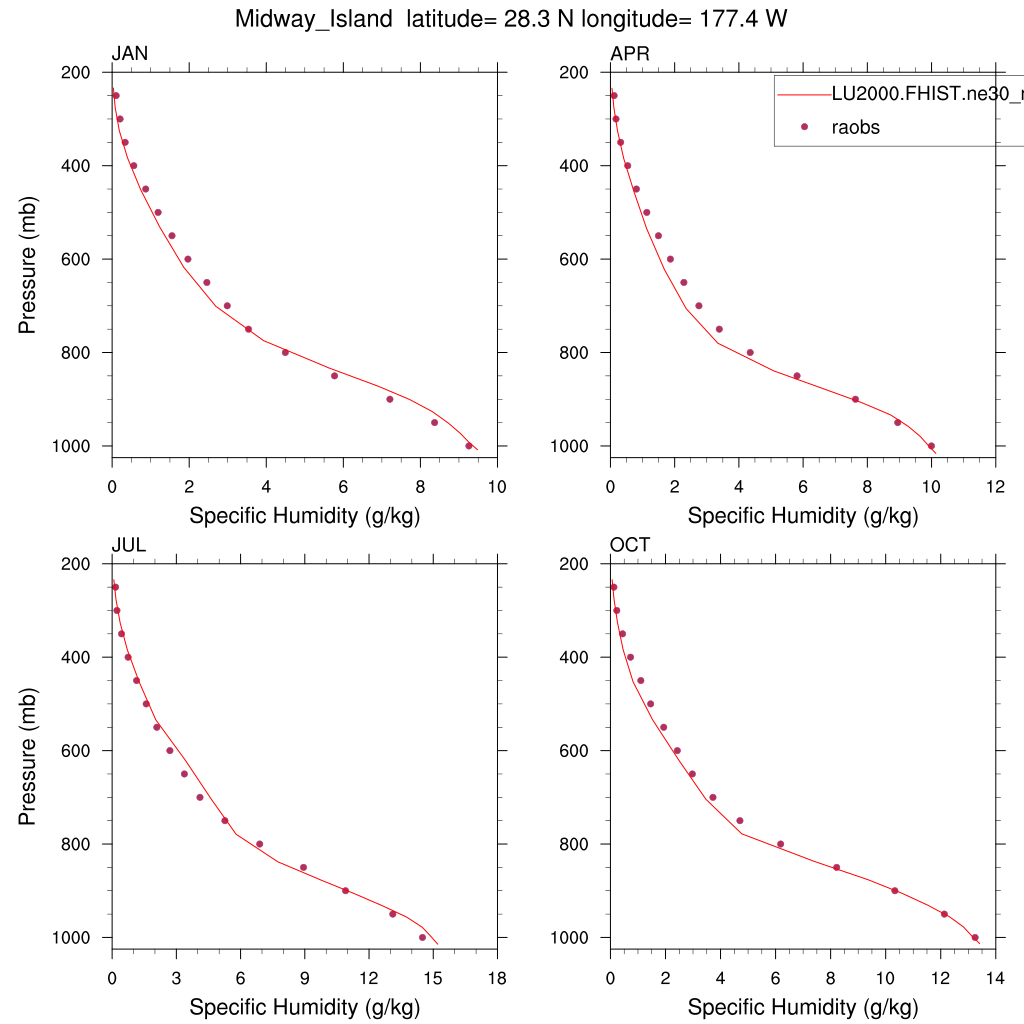 Midway_Island latitude= 28.3 N longitude= 177.4 W
JAN
200
400
600
800
1000
0 2 4 6 8 10
Pressure (mb)
Specific Humidity (g/kg)
APR
LU2000.FHIST.ne30_
raobs
200
400
600
800
1000
0 2 4 6 8 10 12
Specific Humidity (g/kg)
JUL
200
400
600
800
1000
0 3 6 9 12 15 18
Pressure (mb)
Specific Humidity (g/kg)
OCT
200
400
600
800
1000
0 2 4 6 8 10 12 14
Specific Humidity (g/kg)